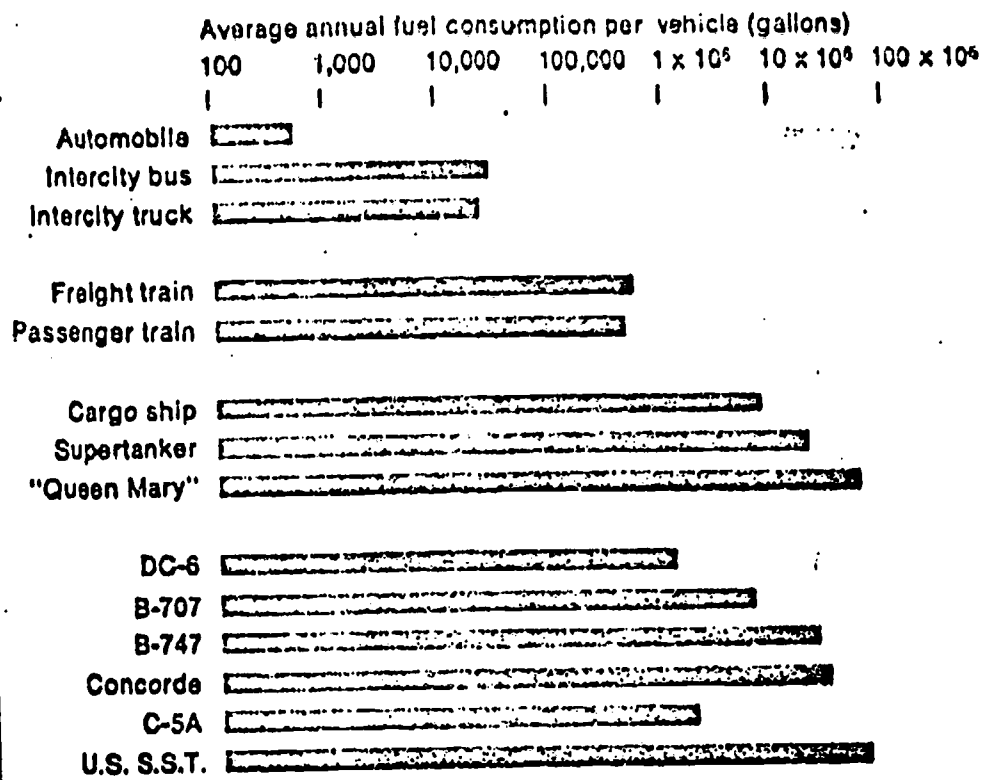 Average annual fuel consumption per vehicle (gallons)
100 1,000 10,000 100,000 1 x 10⁶ 10 x 10⁶ 100 x 10⁶
Automobile
Intercity bus
Intercity truck
Freight train
Passenger train
Cargo ship
Supertanker
"Queen Mary"
DC-6
B-707
B-747
Concorde
C-5A
U.S. S.S.T.